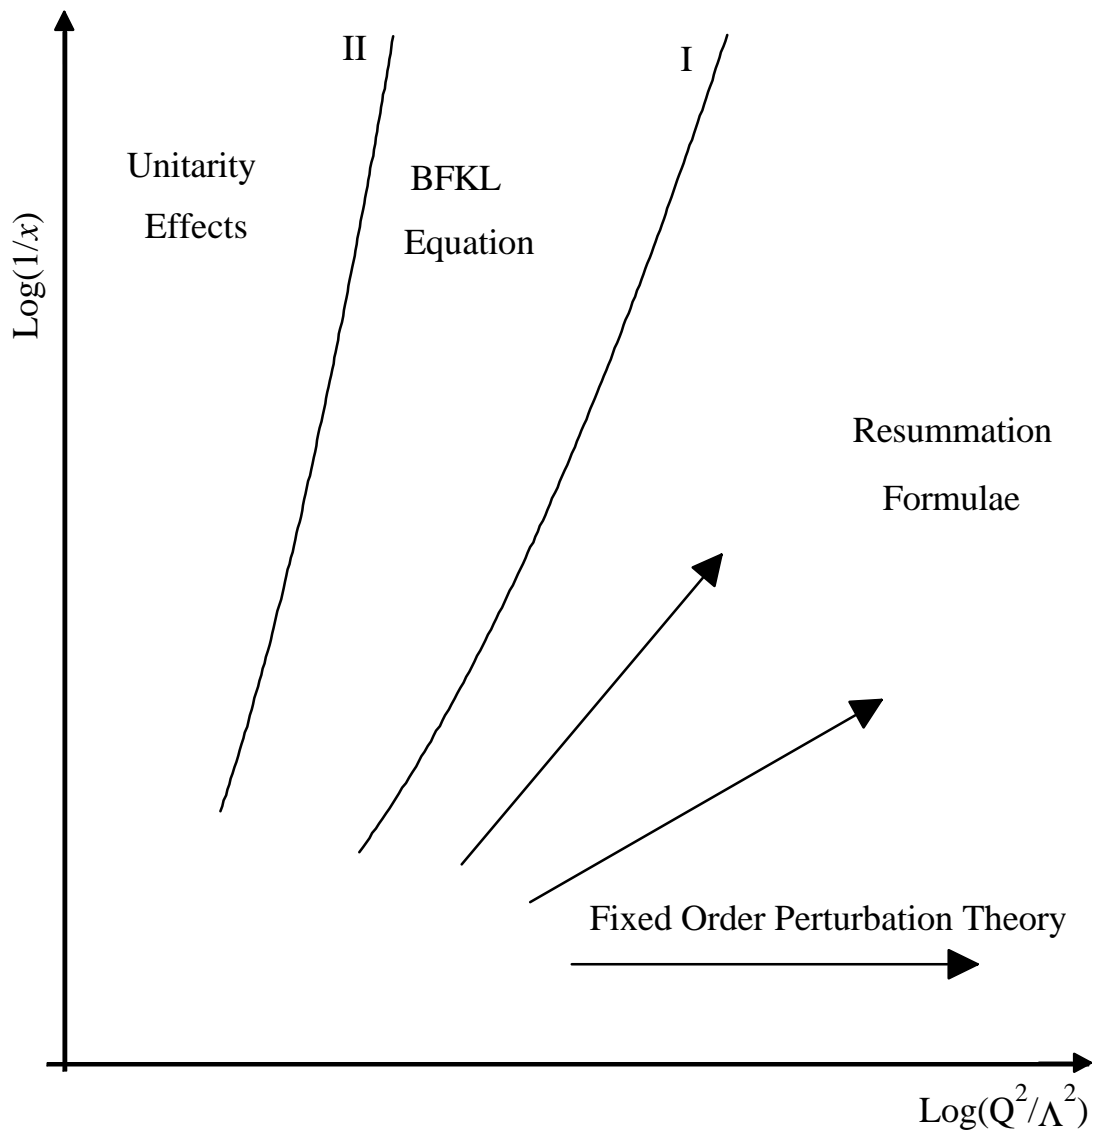 II
I
Unitarity
Effects
BFKL
Equation
Log(1/x)
Resummation
Formulae
Fixed Order Perturbation Theory
Log(Q²/Λ²)